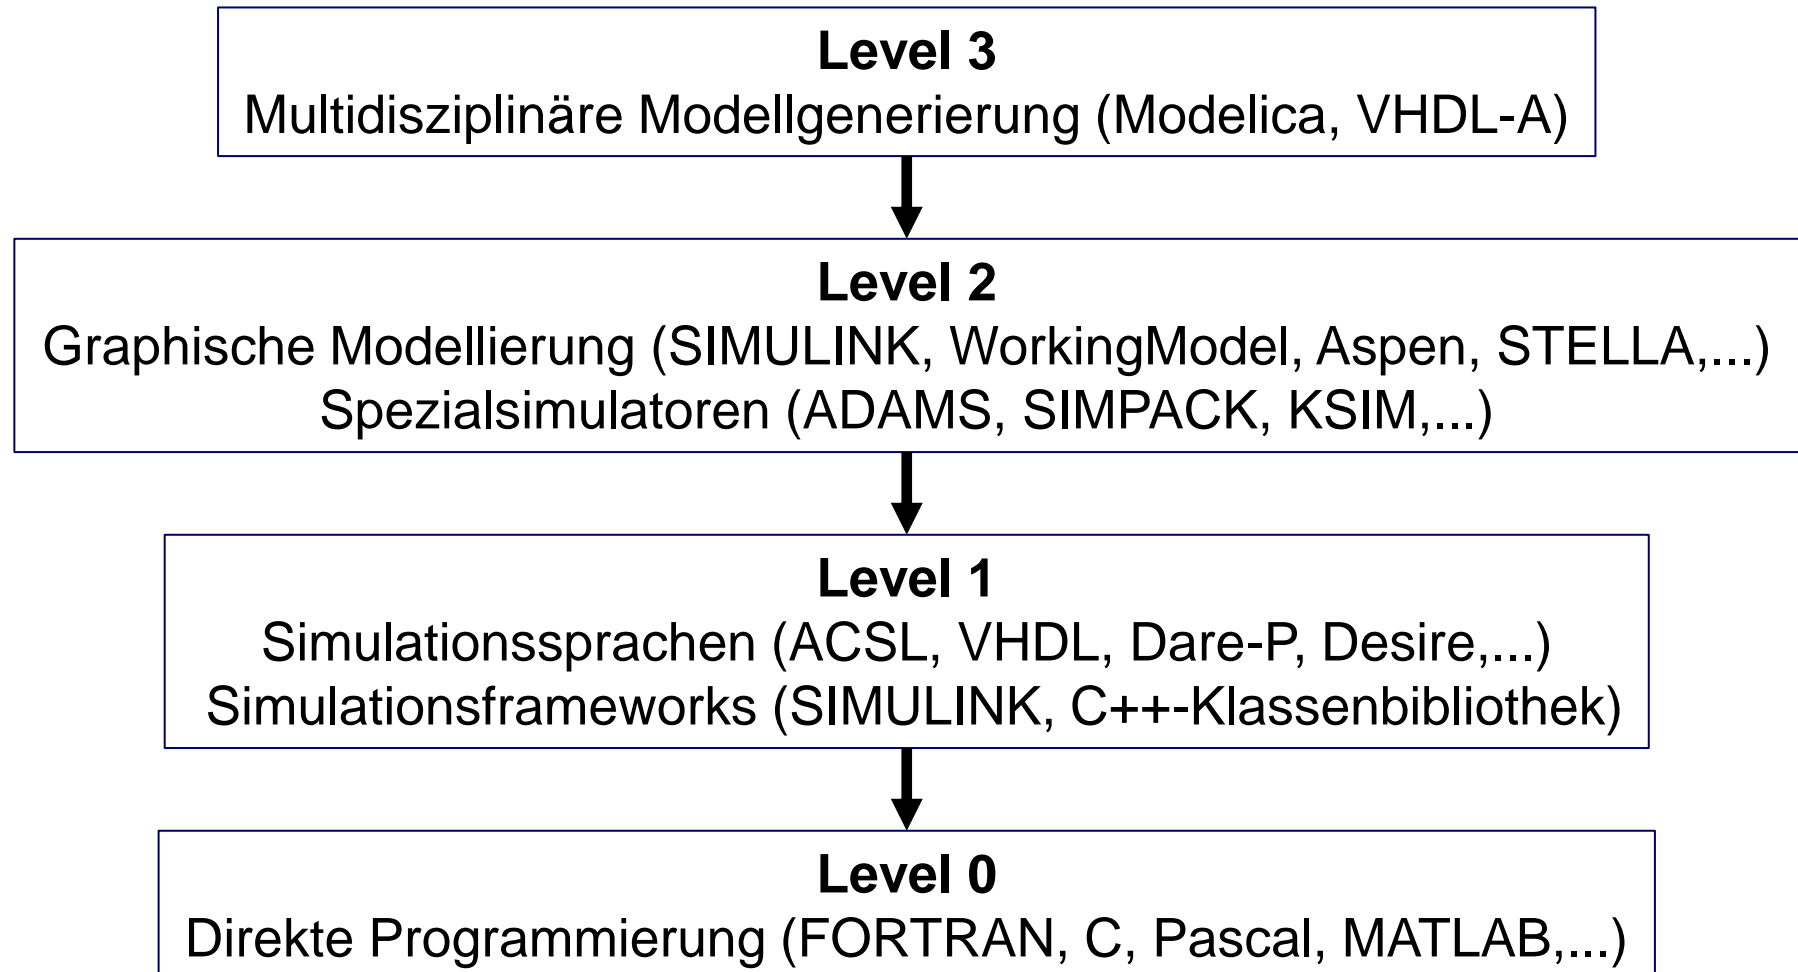 Level 3
Multidisziplinäre Modellgenerierung (Modelica, VHDL-A)
Level 2
Graphische Modellierung (SIMULINK, WorkingModel, Aspen, STELLA,...)
Spezialsimulatoren (ADAMS, SIMPACK, KSIM,...)
Level 1
Simulationssprachen (ACSL, VHDL, Dare-P, Desire,...)
Simulationsframeworks (SIMULINK, C++-Klassenbibliothek)
Level 0
Direkte Programmierung (FORTRAN, C, Pascal, MATLAB,...)